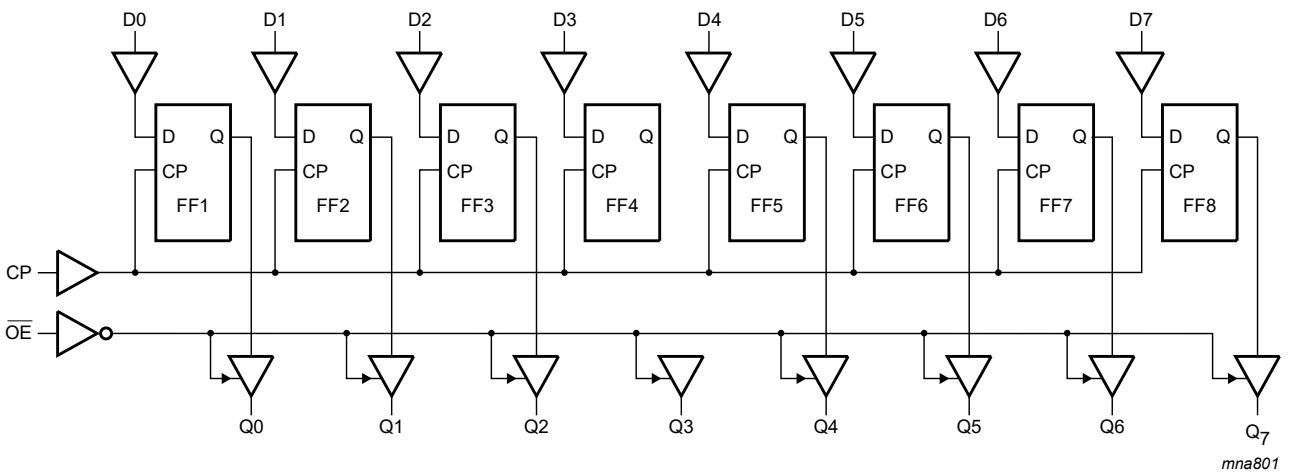 D0 D1 D2 D3 D4 D5 D6 D7
D Q D Q D Q D Q D Q D Q D Q D Q
CP CP CP CP CP CP CP CP
FF1 FF2 FF3 FF4 FF5 FF6 FF7 FF8
CP
OE
Q0 Q1 Q2 Q3 Q4 Q5 Q6 Q7
mna801